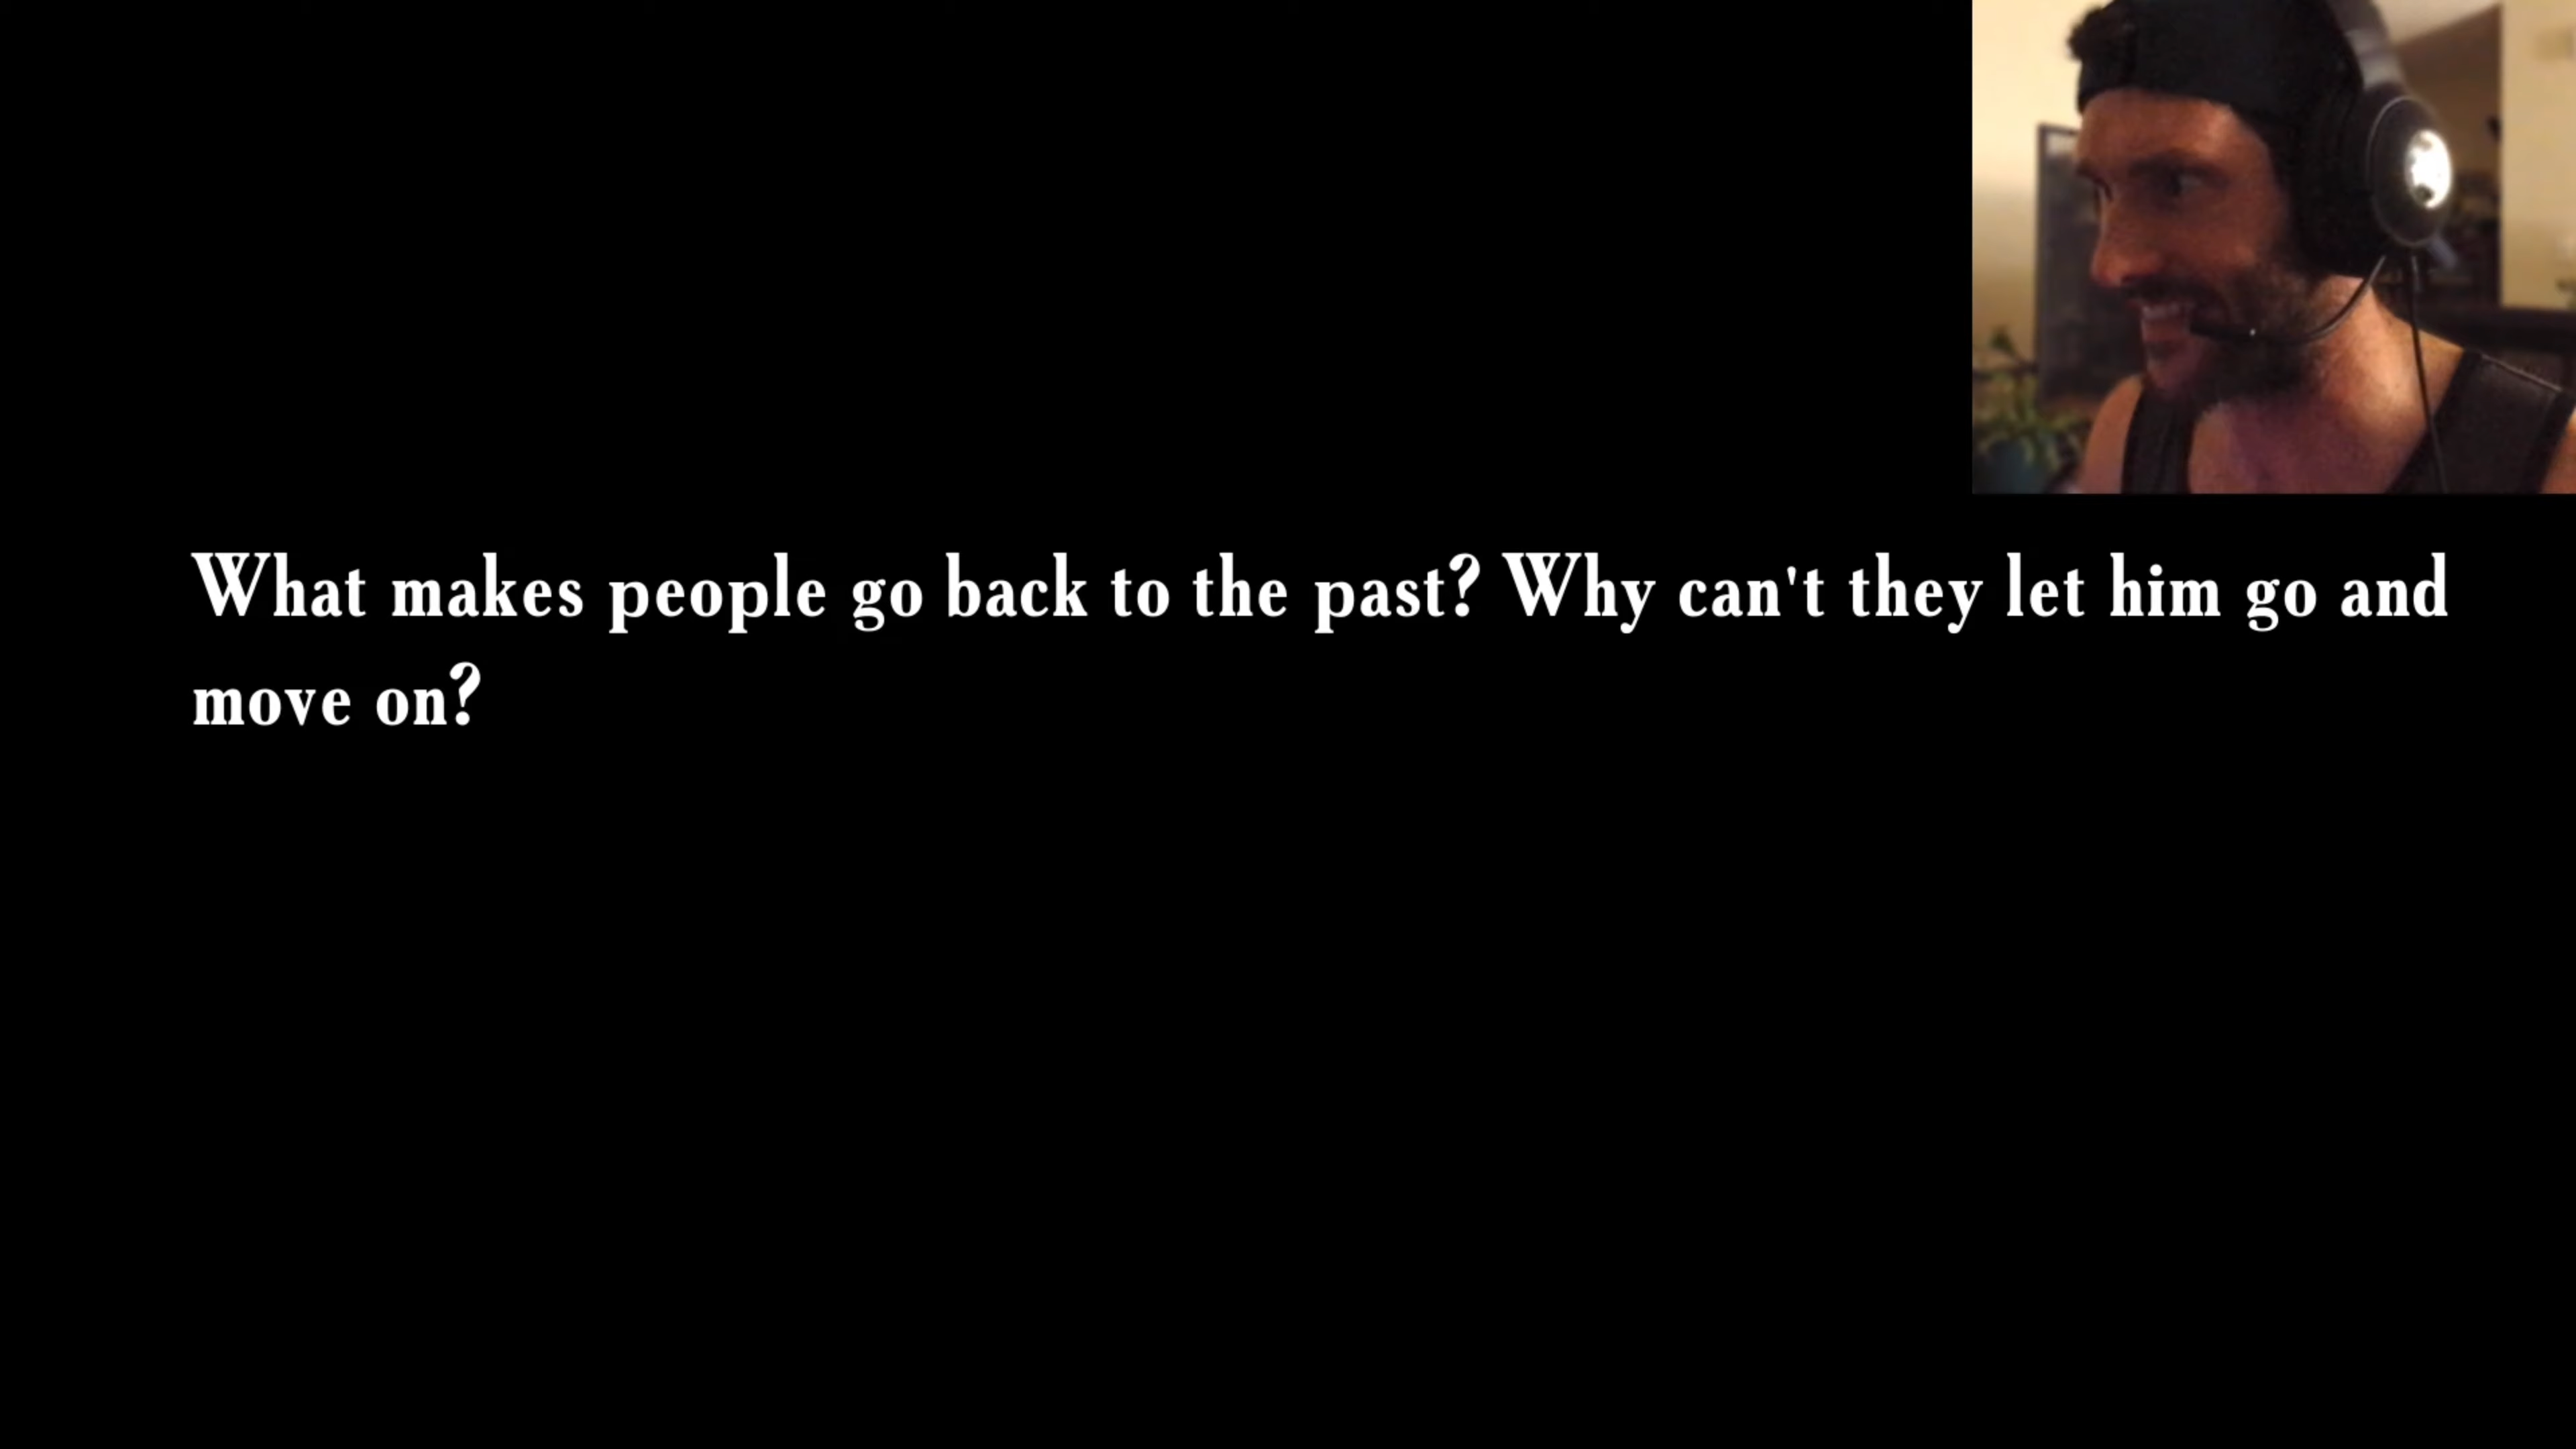 What makes people go back to the past? Why can't they let him go and
move on?